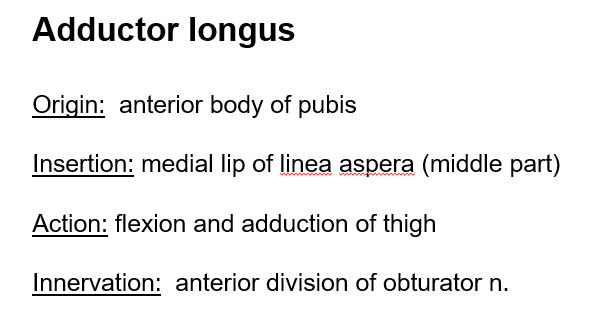 Adductor longus
Origin: anterior body of pubis
Insertion: medial lip of linea aspera (middle part)
Action: flexion and adduction of thigh
Innervation: anterior division of obturator n.